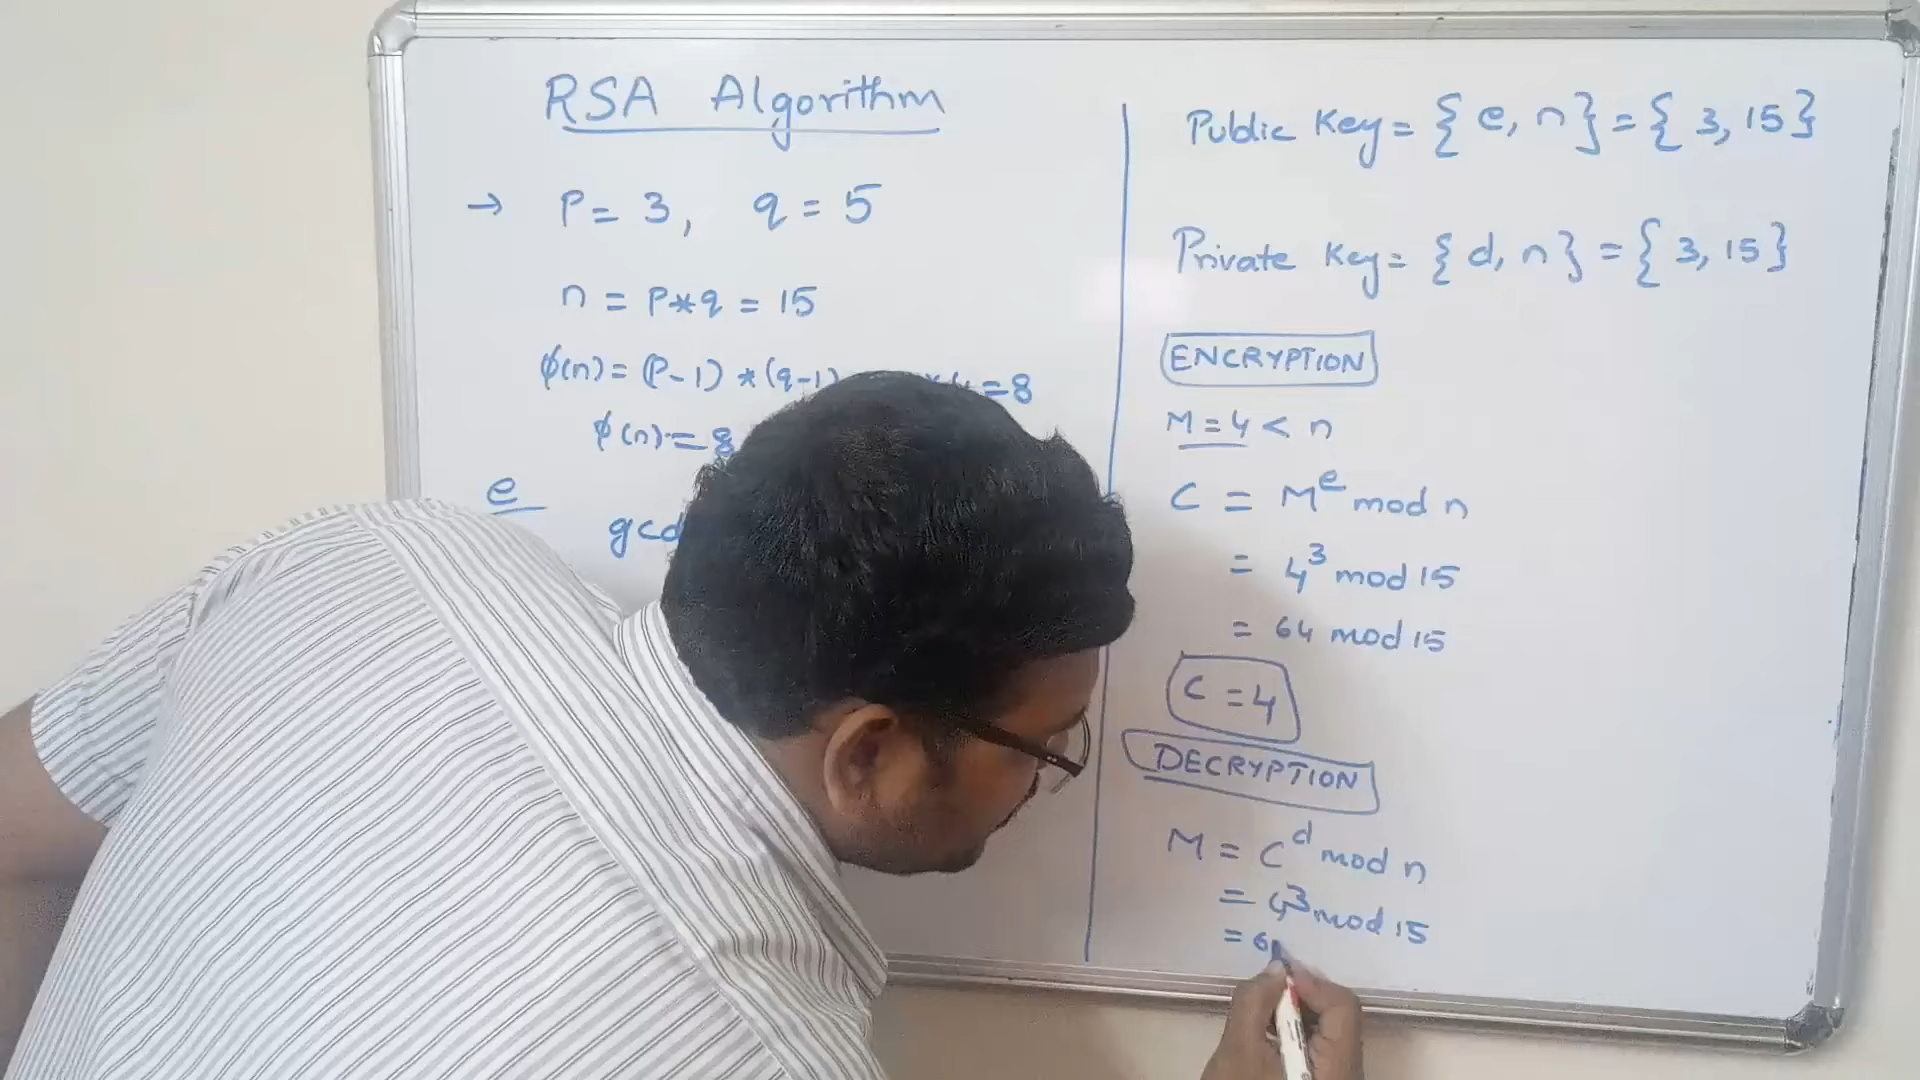 RSA Algorithm
→ P = 3, q = 5
n = P*q = 15
ϕ(n) = (P-1) *(q-1) = 8
ϕ(n) = 8
e
gcd
Public Key = { e, n } = { 3, 15 }
Private Key = { d, n } = { 3, 15 }
ENCRYPTION
M = 4 < n
C = M^e mod n
= 4^3 mod 15
= 64 mod 15
C = 4
DECRYPTION
M = C^d mod n
= 4^3 mod 15
= 6